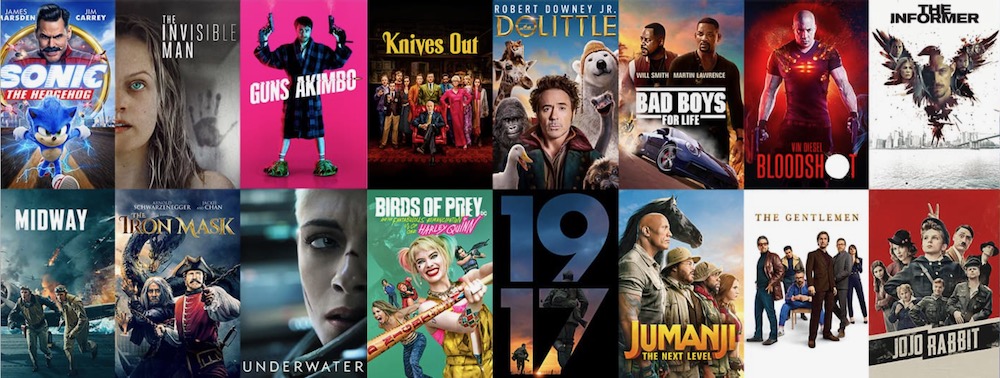 JAMES MARSDEN
JIM CARREY
SONIC
THE HEDGEHOG
THE
INVISIBLE
MAN
GUNS AKIMBO
Knives Out
ROBERT DOWNEY JR.
DOLITTLE
WILL SMITH MARTIN LAWRENCE
BAD BOYS
FOR LIFE
VIN DIESEL
BLOODSHOT
THE
INFORMER
MIDWAY
ARNOLD SCHWARZENEGGER
JACKIE CHAN
THE
IRON MASK
UNDERWATER
BIRDS OF PREY
DC
HARLEY QUINN
19
17
JUMANJI
THE NEXT LEVEL
THE GENTLEMEN
JOJO RABBIT